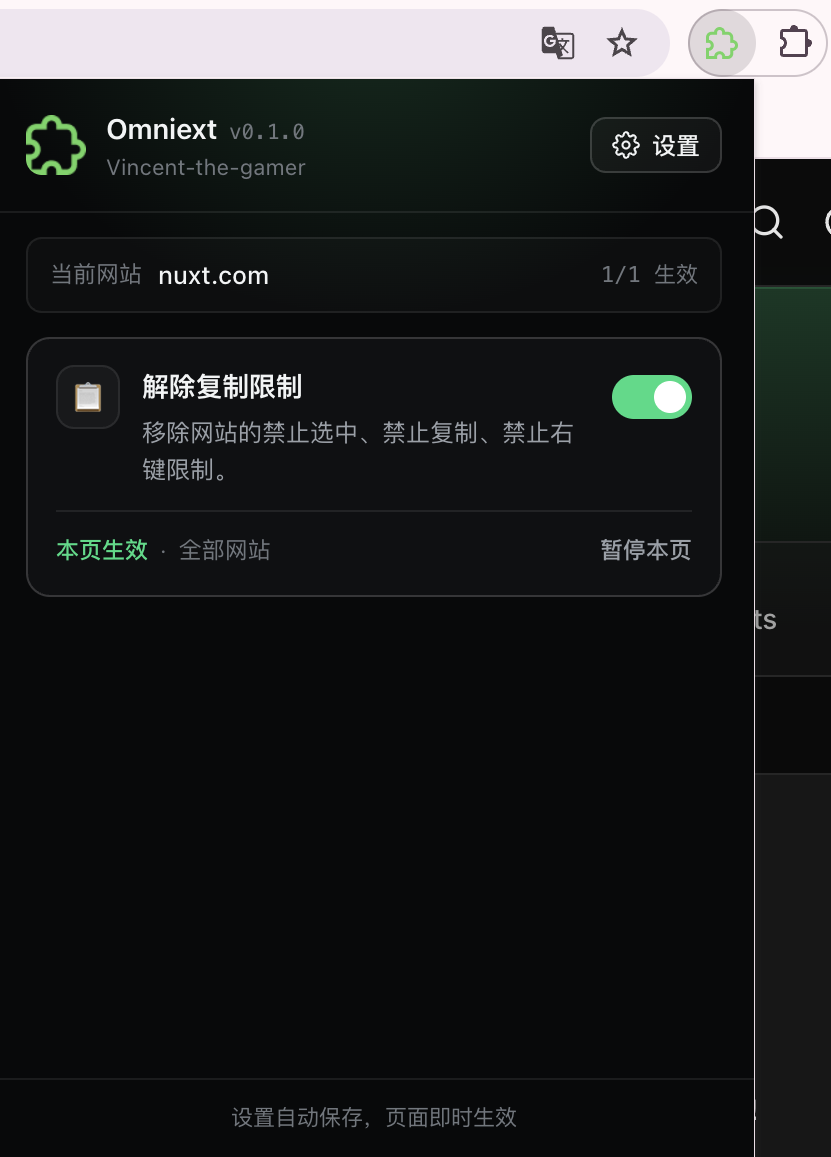 Omniext v0.1.0
Vincent-the-gamer
设置
当前网站 nuxt.com 1/1 生效
解除复制限制
移除网站的禁止选中、禁止复制、禁止右
键限制。
本页生效 · 全部网站 暂停本页
ts
设置自动保存，页面即时生效